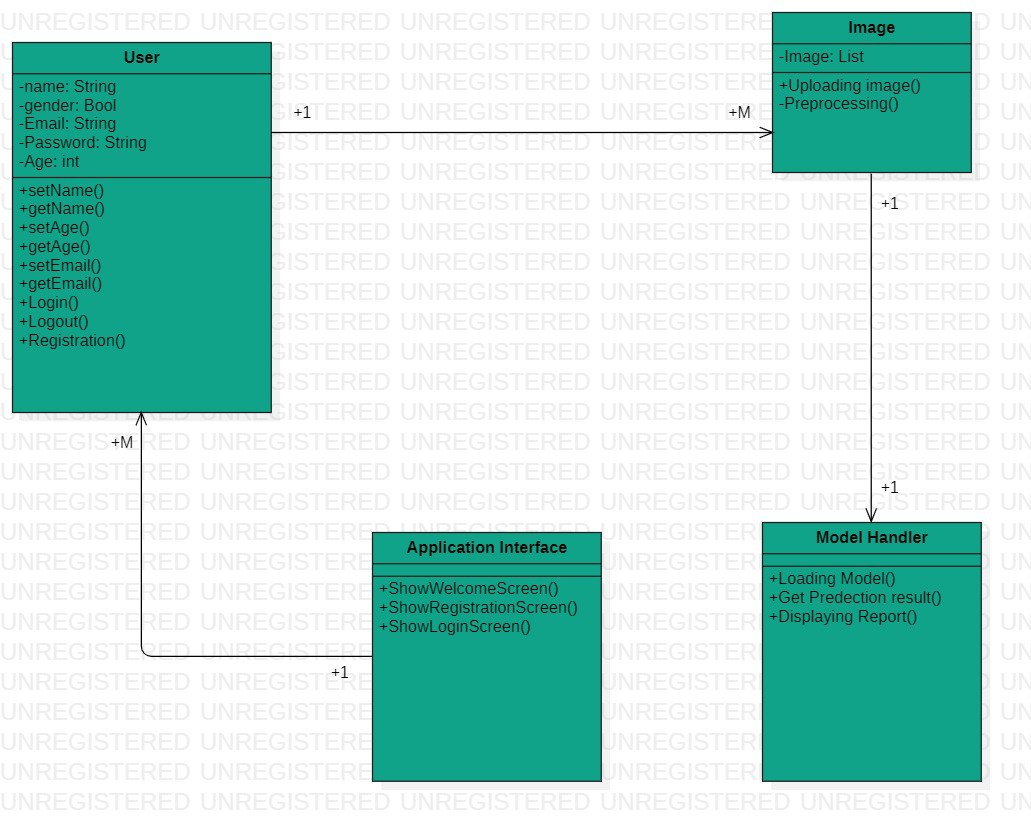 User
-name: String
-gender: Bool
-Email: String
-Password: String
-Age: int
+setName()
+getName()
+setAge()
+getAge()
+setEmail()
+getEmail()
+Login()
+Logout()
+Registration()
+1
+M
Image
-Image: List
+Uploading image()
-Preprocessing()
+1
+1
+M
+1
Application Interface
+ShowWelcomeScreen()
+ShowRegistrationScreen()
+ShowLoginScreen()
Model Handler
+Loading Model()
+Get Predection result()
+Displaying Report()
UNREGISTERED